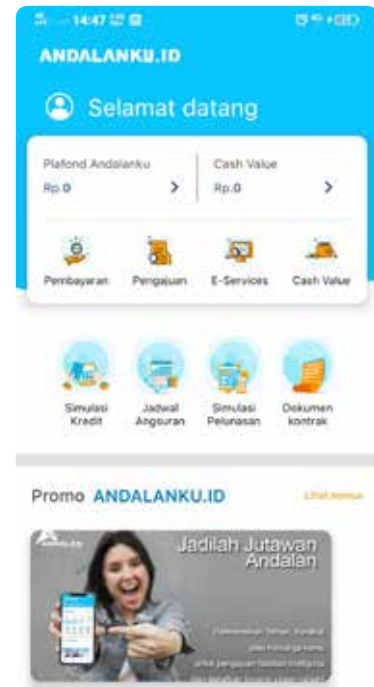 14:47
ANDALANKU.ID
Selamat datang
Plafond Andalanku
Cash Value
Rp.0 >
Rp.0 >
Pembayaran
Pengajuan
E-Services
Cash Value
Simulasi Kredit
Jadwal Angsuran
Simulasi Pelunasan
Dokumen kontrak
Promo ANDALANKU.ID
Lihat semua
Jadilah Jutawan
Andalan